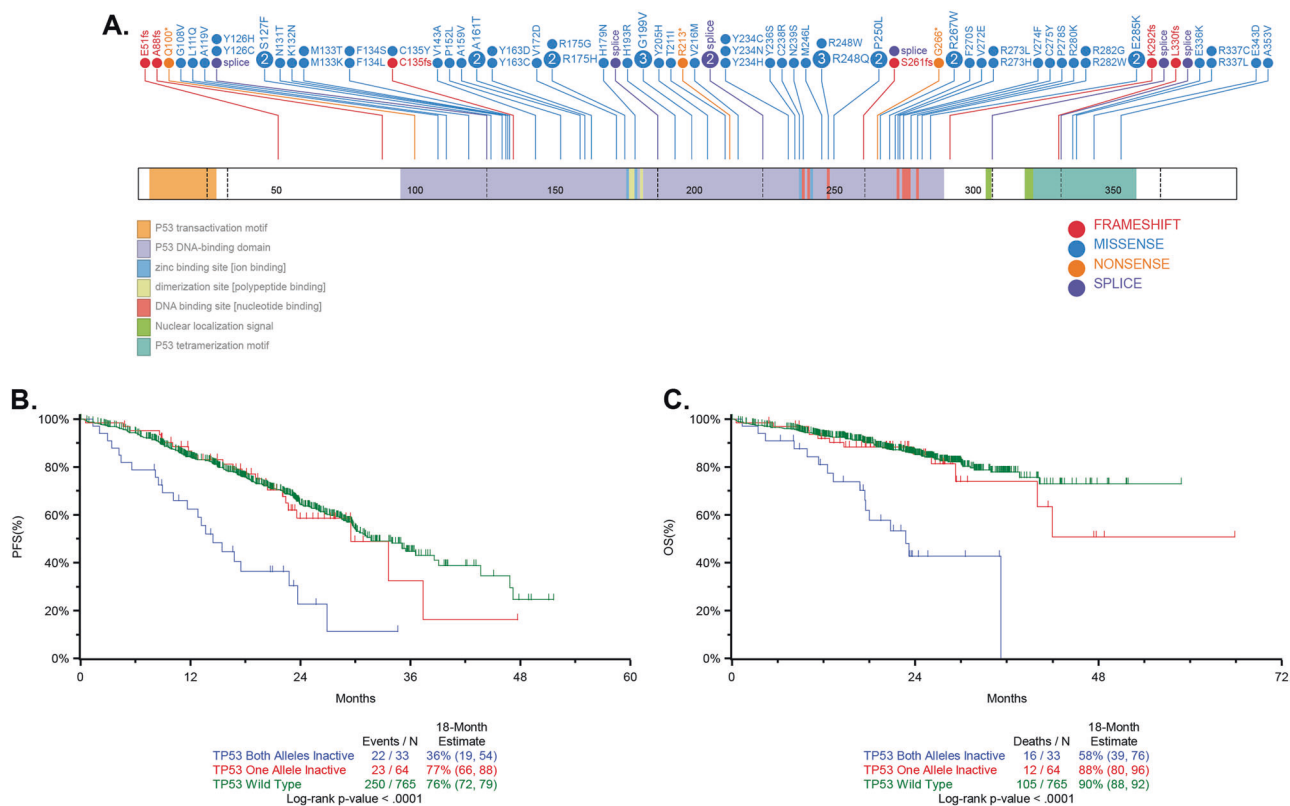 A.
E51fs
A88fs
Q100*
G108V
L11Q
A119V
Y126H
Y126C
splice
S127F
2
N131T
K132N
M133T
M133K
F134S
F134L
C135Y
C135fs
V143A
P152L
A159V
A161T
2
Y163D
Y163C
V172D
R175G
R175H
2
H179N
splice
H193R
G199V
3
Y205H
T211I
R213*
V216M
splice
2
Y234C
Y234N
Y234H
Y236S
C238R
N239S
M246L
R248W
R248Q
3
P250L
2
splice
S261fs
G266*
R267W
2
F270S
V272E
R273L
R273H
V274F
C275Y
P278S
R280K
R282G
R282W
E285K
2
K292fs
splice
L330fs
splice
E336K
R337C
R337L
E343D
A353V
50 100 150 200 250 300 350
P53 transactivation motif
P53 DNA-binding domain
zinc binding site [ion binding]
dimerization site [polypeptide binding]
DNA binding site [nucleotide binding]
Nuclear localization signal
P53 tetramerization motif
FRAMESHIFT
MISSENSE
NONSENSE
SPLICE
B.
100%
80%
60%
40%
20%
0%
PFS(%)
0 12 24 36 48 60
Months
18-Month
Events / N Estimate
TP53 Both Alleles Inactive 22 / 33 36% (19, 54)
TP53 One Allele Inactive 23 / 64 77% (66, 88)
TP53 Wild Type 250 / 765 76% (72, 79)
Log-rank p-value < .0001
C.
100%
80%
60%
40%
20%
0%
OS(%)
0 24 48 72
Months
18-Month
Deaths / N Estimate
TP53 Both Alleles Inactive 16 / 33 58% (39, 76)
TP53 One Allele Inactive 12 / 64 88% (80, 96)
TP53 Wild Type 105 / 765 90% (88, 92)
Log-rank p-value < .0001